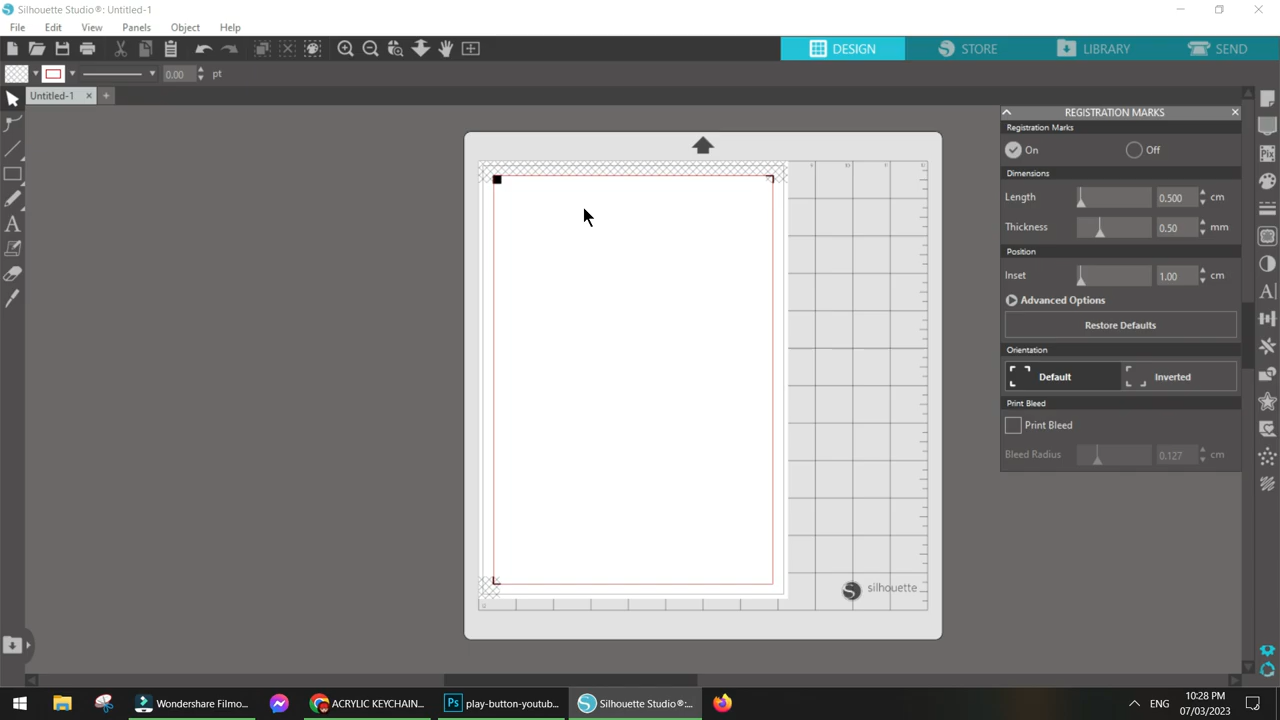 Silhouette Studio®: Untitled-1
File Edit View Panels Object Help
DESIGN STORE LIBRARY SEND
0.00 pt
Untitled-1
REGISTRATION MARKS
Registration Marks
On Off
Dimensions
Length 0.500 cm
Thickness 0.50 mm
Position
Inset 1.00 cm
Advanced Options
Restore Defaults
Orientation
Default Inverted
Print Bleed
Print Bleed
Bleed Radius 0.127 cm
silhouette
Wondershare Filmo... ACRYLIC KEYCHAIN... play-button-youtub... Silhouette Studio®:... ENG
10:28 PM
07/03/2023